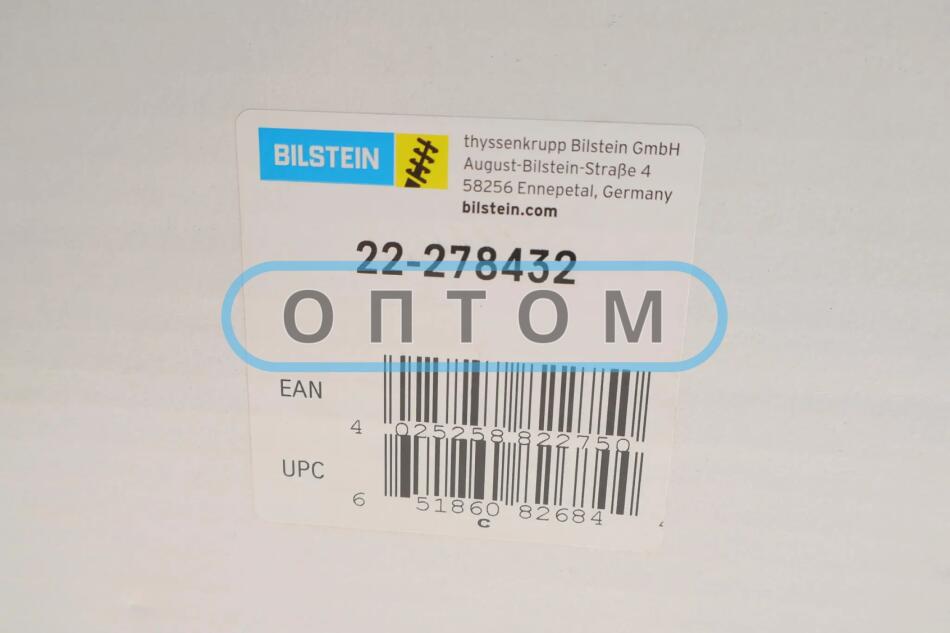 BILSTEIN
thyssenkrupp Bilstein GmbH
August-Bilstein-Straße 4
58256 Ennepetal, Germany
bilstein.com
22-278432
ОПТОМ
EAN
4 025258 822750
UPC
6 51860 82684
C